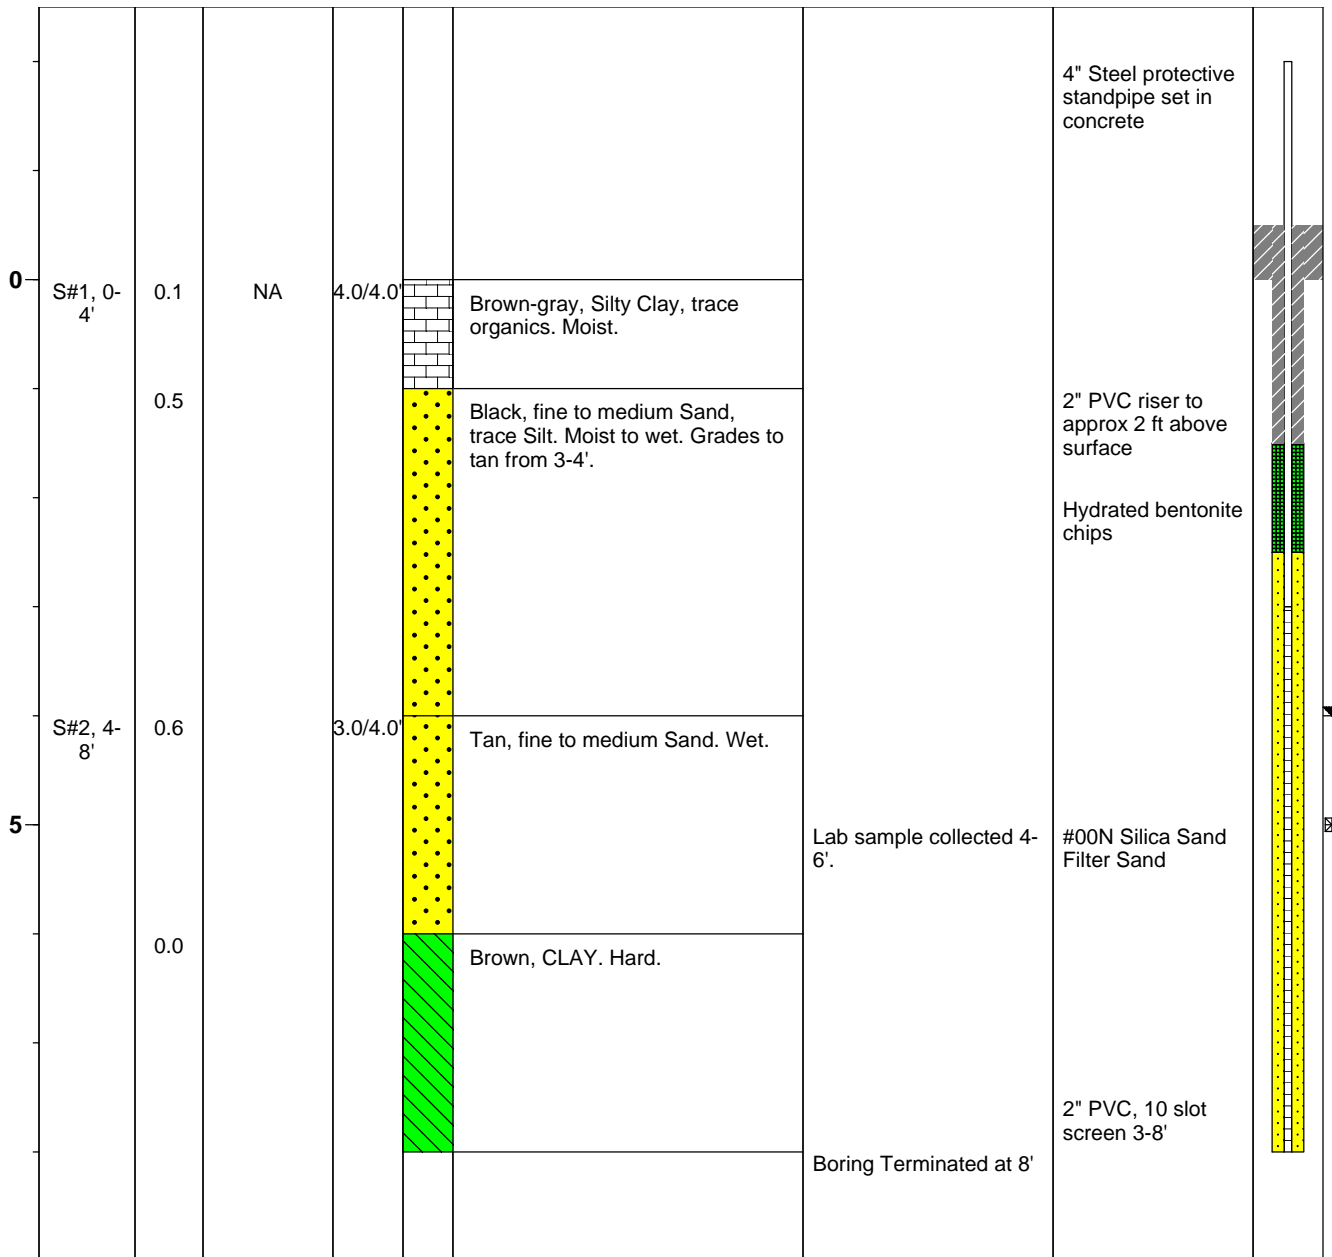 4" Steel protective
standpipe set in
concrete
0
S#1, 0-
4'
0.1
NA
4.0/4.0'
Brown-gray, Silty Clay, trace
organics. Moist.
0.5
Black, fine to medium Sand,
trace Silt. Moist to wet. Grades to
tan from 3-4'.
2" PVC riser to
approx 2 ft above
surface
Hydrated bentonite
chips
S#2, 4-
8'
0.6
3.0/4.0'
Tan, fine to medium Sand. Wet.
5
Lab sample collected 4-
6'.
#00N Silica Sand
Filter Sand
0.0
Brown, CLAY. Hard.
2" PVC, 10 slot
screen 3-8'
Boring Terminated at 8'